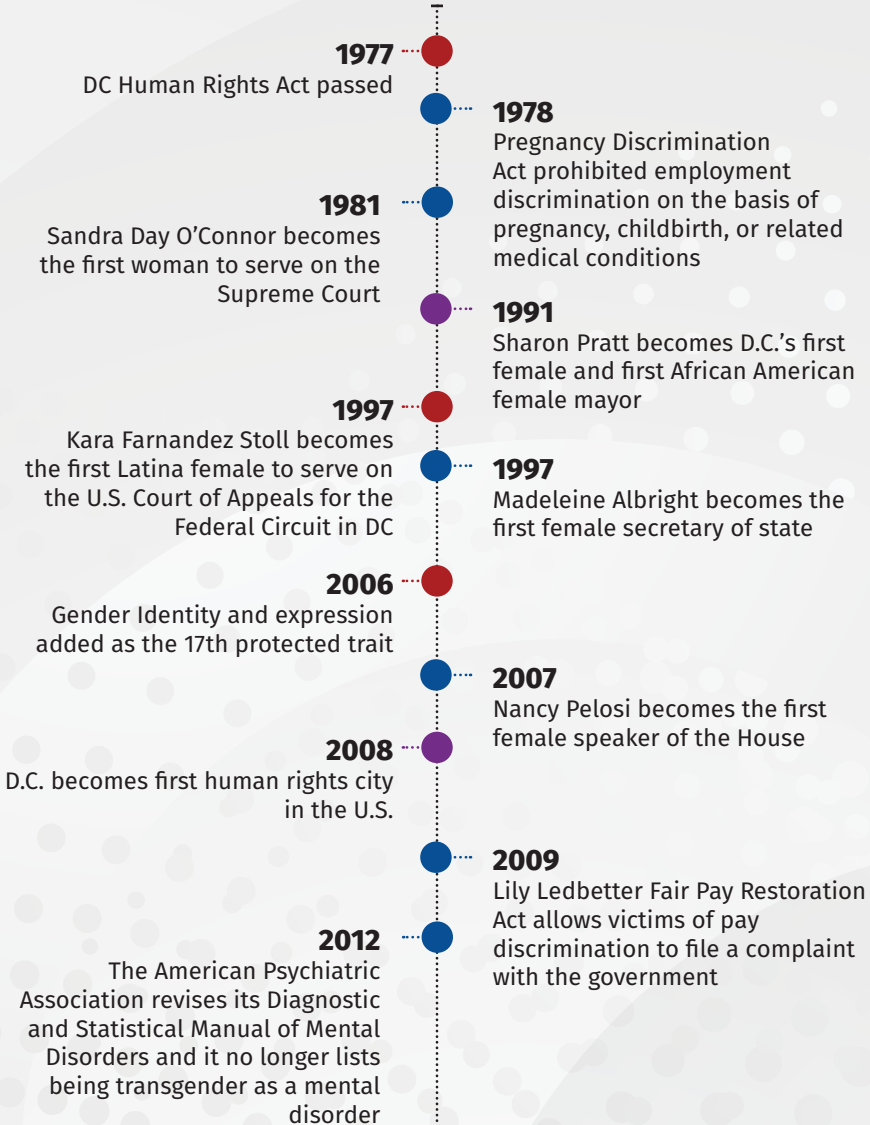 1977
DC Human Rights Act passed
1978
Pregnancy Discrimination
Act prohibited employment
discrimination on the basis of
pregnancy, childbirth, or related
medical conditions
1981
Sandra Day O’Connor becomes
the first woman to serve on the
Supreme Court
1991
Sharon Pratt becomes D.C.’s first
female and first African American
female mayor
1997
Kara Farnandez Stoll becomes
the first Latina female to serve on
the U.S. Court of Appeals for the
Federal Circuit in DC
1997
Madeleine Albright becomes the
first female secretary of state
2006
Gender Identity and expression
added as the 17th protected trait
2007
Nancy Pelosi becomes the first
female speaker of the House
2008
D.C. becomes first human rights city
in the U.S.
2009
Lily Ledbetter Fair Pay Restoration
Act allows victims of pay
discrimination to file a complaint
with the government
2012
The American Psychiatric
Association revises its Diagnostic
and Statistical Manual of Mental
Disorders and it no longer lists
being transgender as a mental
disorder